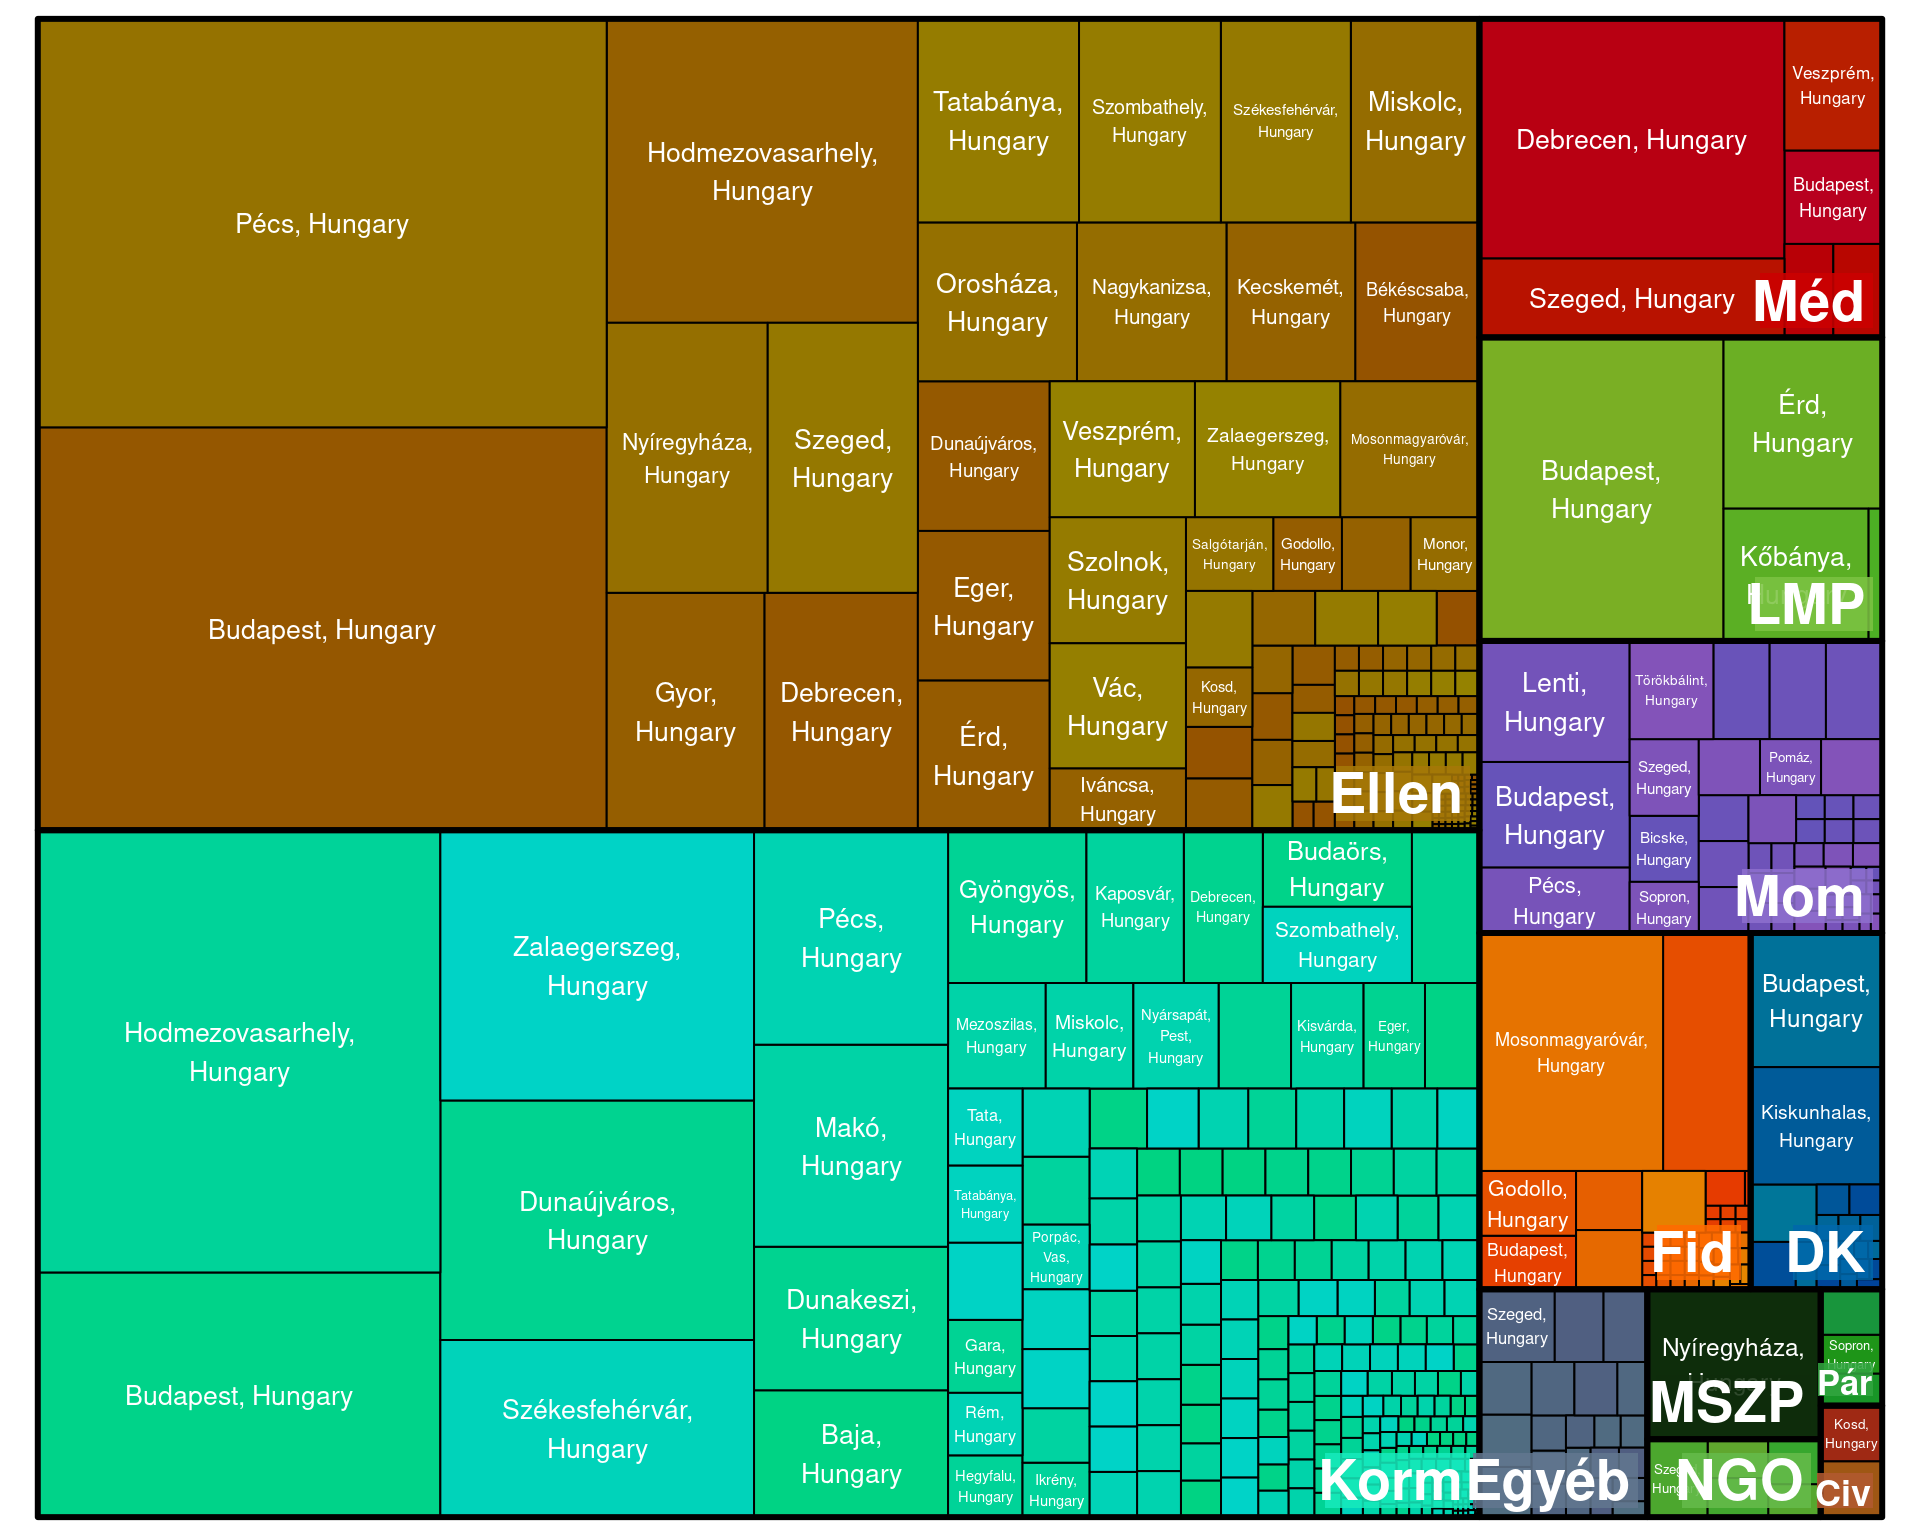 Pécs, Hungary
Budapest, Hungary
Hodmezovasarhely,
Hungary
Nyíregyháza,
Hungary
Szeged,
Hungary
Gyor,
Hungary
Debrecen,
Hungary
Tatabánya,
Hungary
Szombathely,
Hungary
Székesfehérvár,
Hungary
Miskolc,
Hungary
Orosháza,
Hungary
Nagykanizsa,
Hungary
Kecskemét,
Hungary
Békéscsaba,
Hungary
Dunaújváros,
Hungary
Eger,
Hungary
Érd,
Hungary
Veszprém,
Hungary
Zalaegerszeg,
Hungary
Mosonmagyaróvár,
Hungary
Szolnok,
Hungary
Vác,
Hungary
Iváncsa,
Hungary
Salgótarján,
Hungary
Godollo,
Hungary
Monor,
Hungary
Kosd,
Hungary
Ellen
Hodmezovasarhely,
Hungary
Budapest, Hungary
Zalaegerszeg,
Hungary
Dunaújváros,
Hungary
Székesfehérvár,
Hungary
Pécs,
Hungary
Makó,
Hungary
Dunakeszi,
Hungary
Baja,
Hungary
Gyöngyös,
Hungary
Kaposvár,
Hungary
Debrecen,
Hungary
Budaörs,
Hungary
Szombathely,
Hungary
Mezoszilas,
Hungary
Miskolc,
Hungary
Nyársapát,
Pest,
Hungary
Kisvárda,
Hungary
Eger,
Hungary
Tata,
Hungary
Tatabánya,
Hungary
Porpác,
Vas,
Hungary
Gara,
Hungary
Rém,
Hungary
Hegyfalu,
Hungary
Ikrény,
Hungary
Korm
Debrecen, Hungary
Szeged, Hungary
Veszprém,
Hungary
Budapest,
Hungary
Méd
Budapest,
Hungary
Érd,
Hungary
Kőbánya,
Hungary
LMP
Lenti,
Hungary
Budapest,
Hungary
Pécs,
Hungary
Törökbálint,
Hungary
Szeged,
Hungary
Bicske,
Hungary
Sopron,
Hungary
Pomáz,
Hungary
Mom
Mosonmagyaróvár,
Hungary
Godollo,
Hungary
Budapest,
Hungary
Fid
Budapest,
Hungary
Kiskunhalas,
Hungary
DK
Szeged,
Hungary
Egyéb
Nyíregyháza,
Hungary
MSZP
Sopron,
Hungary
Pár
NGO
Kosd,
Hungary
Civ